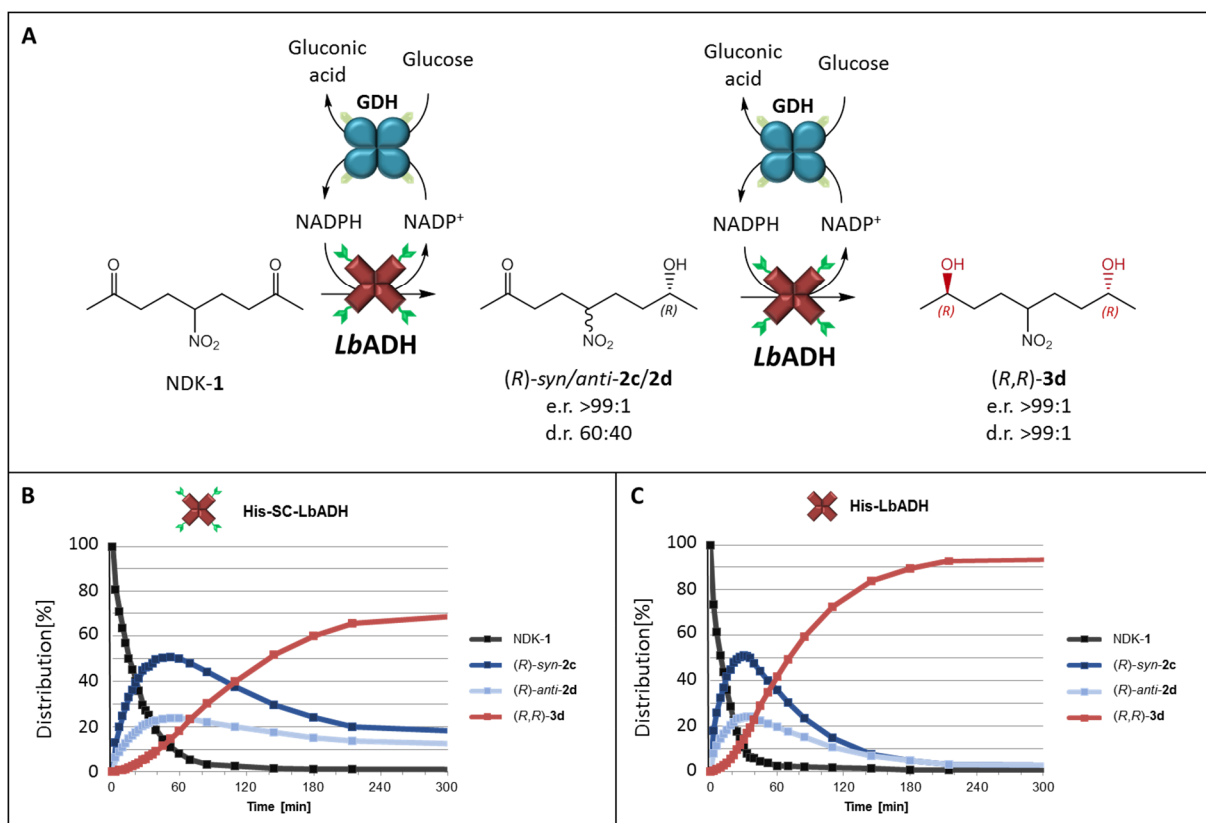 A
Gluconic
acid
Glucose
GDH
NADPH
NADP+
O
O
NO2
NDK-1
LbADH
O
OH
(R)
NO2
(R)-syn/anti-2c/2d
e.r. >99:1
d.r. 60:40
Gluconic
acid
Glucose
GDH
NADPH
NADP+
LbADH
OH
OH
(R)
(R)
NO2
(R,R)-3d
e.r. >99:1
d.r. >99:1
B
His-SC-LbADH
Distribution[%]
100
80
60
40
20
0
0 60 120 180 240 300
Time [min]
NDK-1
(R)-syn-2c
(R)-anti-2d
(R,R)-3d
C
His-LbADH
Distribution[%]
100
80
60
40
20
0
0 60 120 180 240 300
Time [min]
NDK-1
(R)-syn-2c
(R)-anti-2d
(R,R)-3d